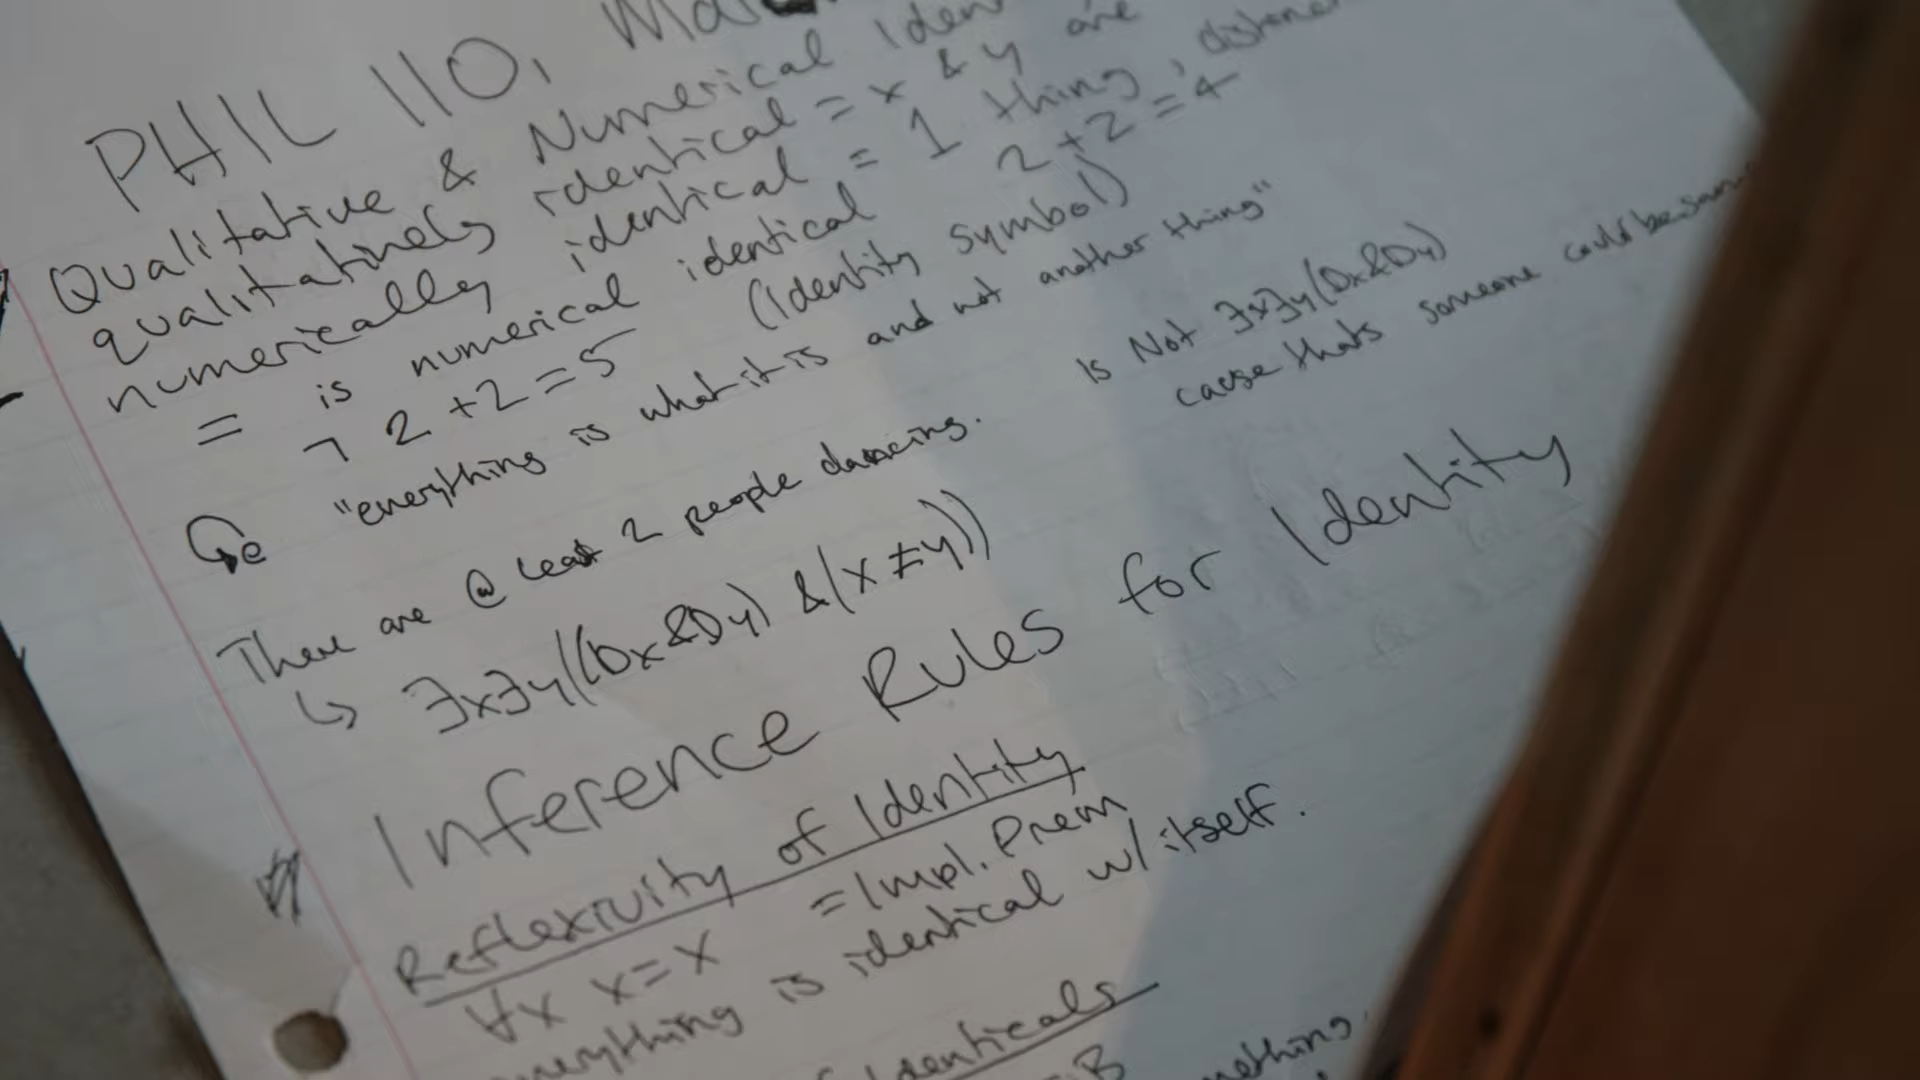 PHIL 110,
Qualitative & Numerical Iden
qualitatively identical = x & y are
numerically identical = 1 thing,
= is numerical identical 2+2=4
¬ 2+2=5 (Identity symbol)
"everything is what it is and not another thing"
There are @ least 2 people dancing. Is Not ∃x∃y(Dx&Dy)
cause thats someone could be
↳ ∃x∃y((Dx&Dy) &(x≠y))
Inference Rules for Identity
Reflexivity of Identity
∀x x=x =Impl. Prem
everything is identical w/ itself.
Identicals